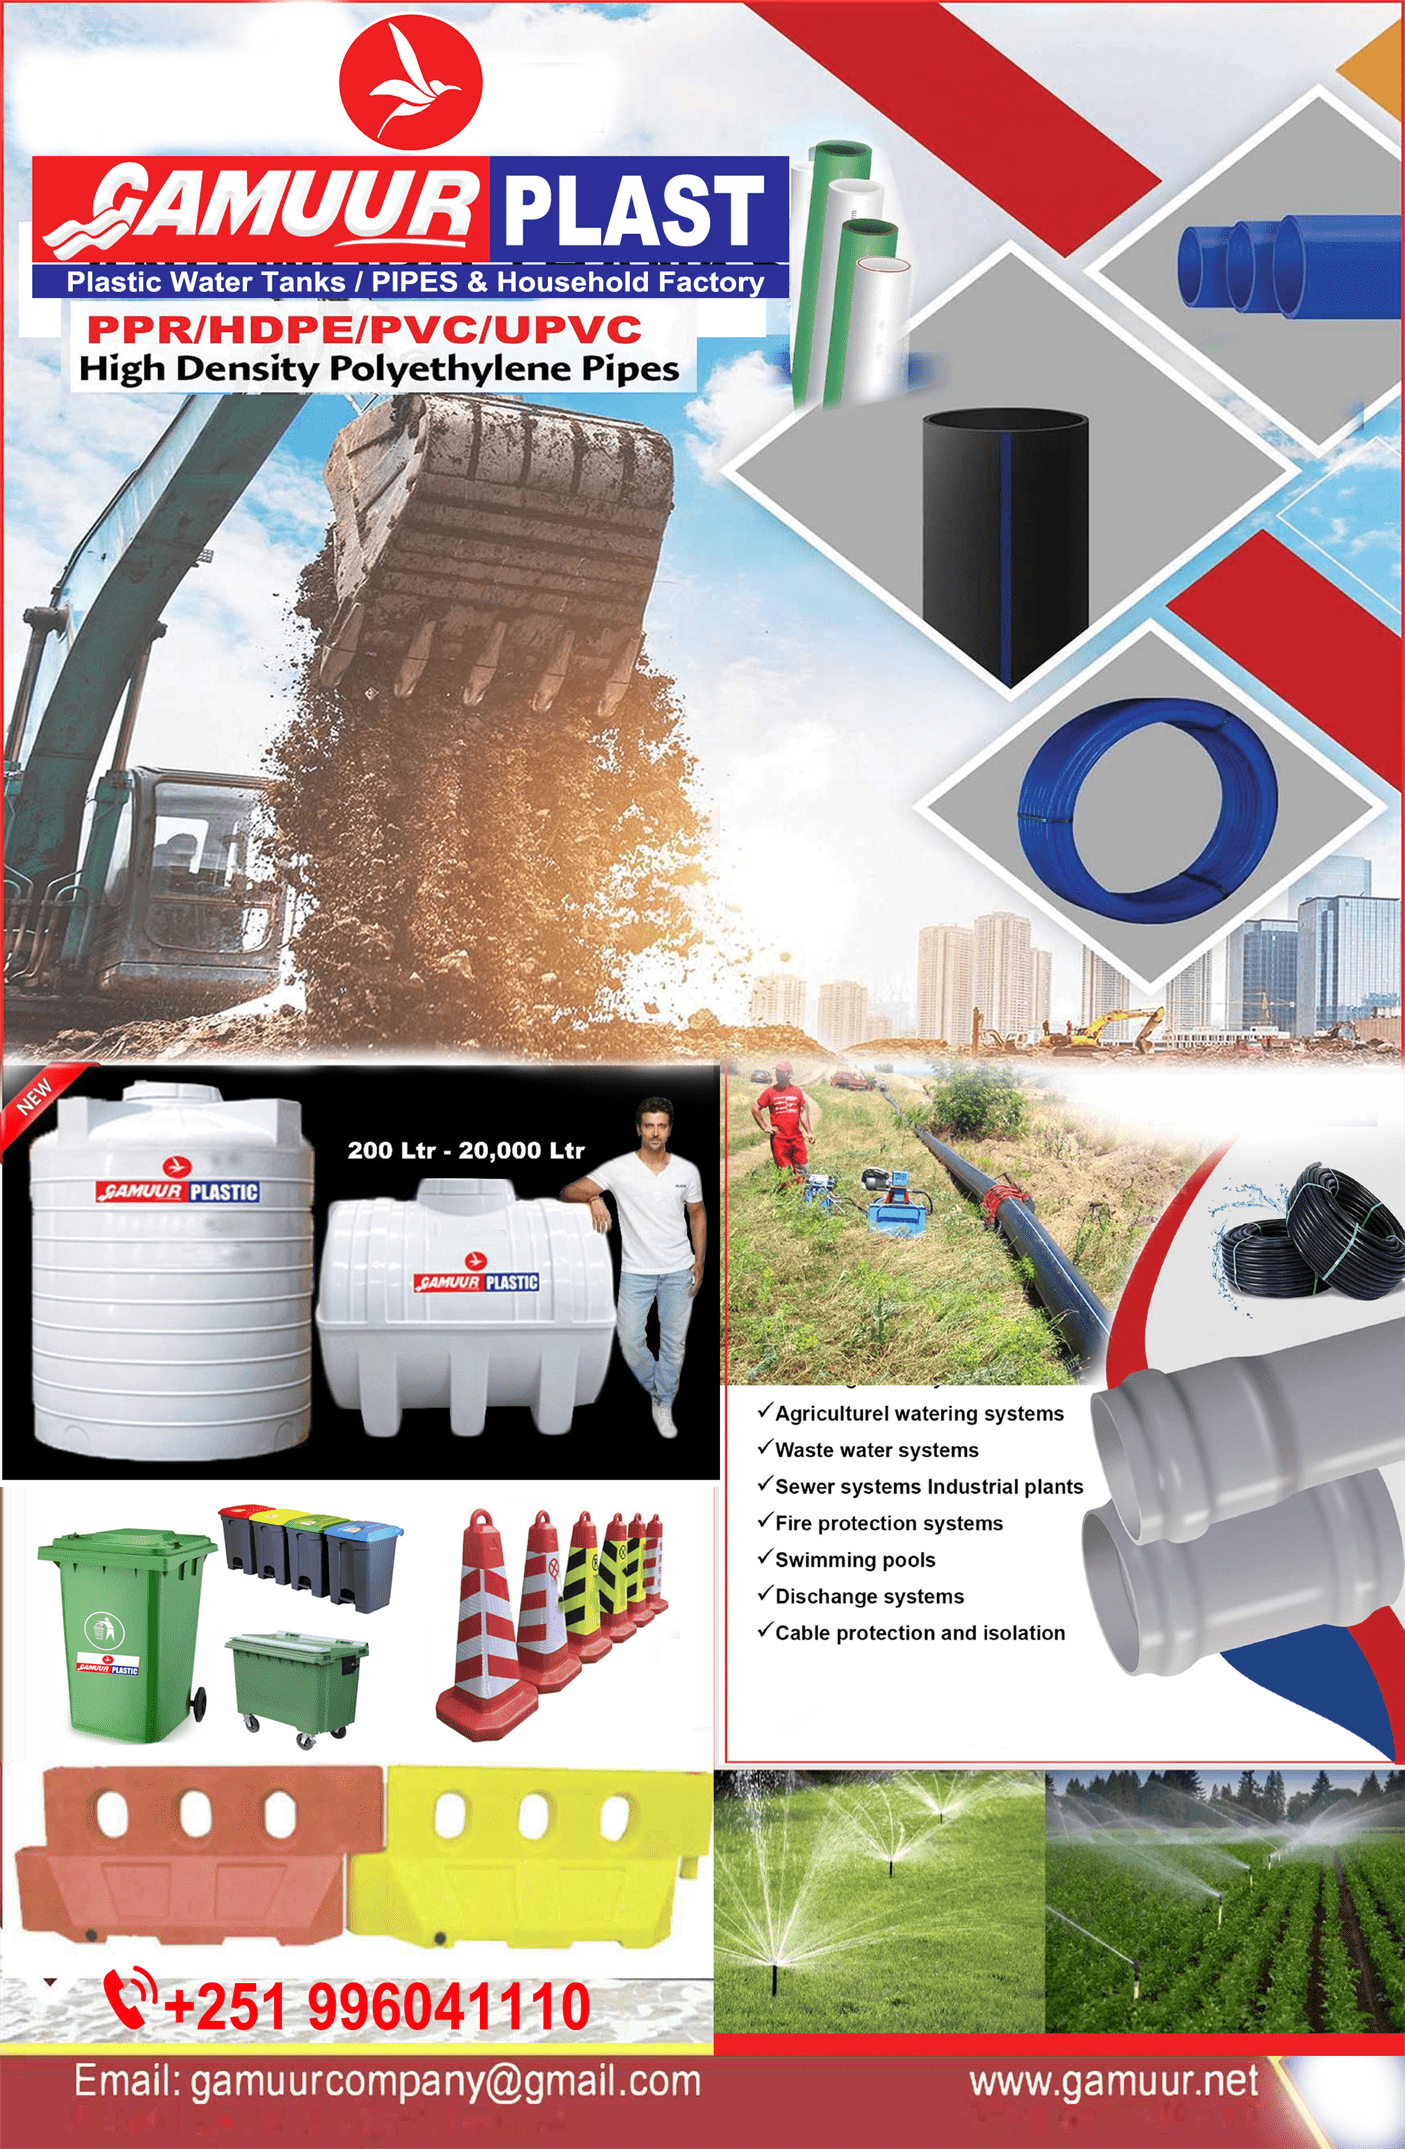 GAMUUR PLAST
Plastic Water Tanks / PIPES & Household Factory
PPR/HDPE/PVC/UPVC
High Density Polyethylene Pipes
NEW
200 Ltr - 20,000 Ltr
GAMUUR PLASTIC
GAMUUR PLASTIC
✓Agriculturel watering systems
✓Waste water systems
✓Sewer systems Industrial plants
✓Fire protection systems
✓Swimming pools
✓Dischange systems
✓Cable protection and isolation
GAMUUR PLASTIC
+251 996041110
Email: gamuurcompany@gmail.com
www.gamuur.net